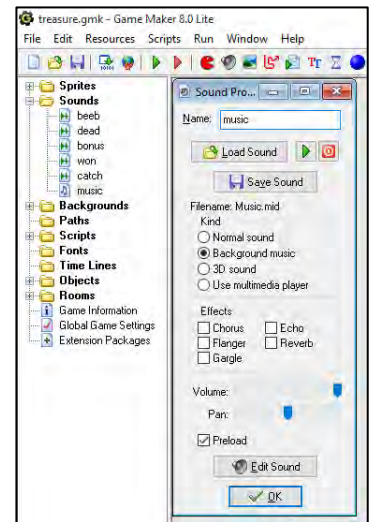 treasure.gmk - Game Maker 8.0 Lite
File Edit Resources Scripts Run Window Help
Sprites
Sounds
beeb
dead
bonus
won
catch
music
Backgrounds
Paths
Scripts
Fonts
Time Lines
Objects
Rooms
Game Information
Global Game Settings
Extension Packages
Sound Pro...
Name: music
Load Sound
Save Sound
Filename: Music.mid
Kind
Normal sound
Background music
3D sound
Use multimedia player
Effects
Chorus Echo
Flanger Reverb
Gargle
Volume:
Pan:
Preload
Edit Sound
OK